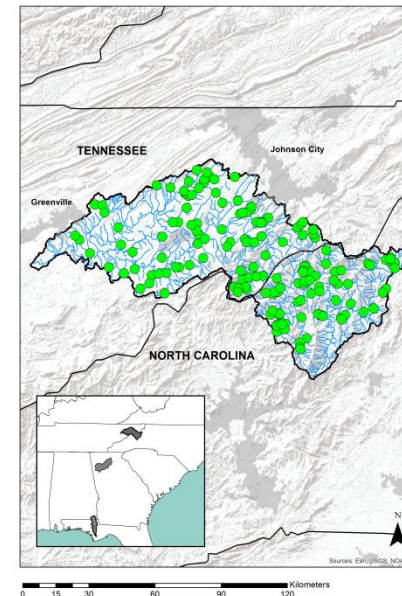 TENNESSEE
Johnson City
Greenville
NORTH CAROLINA
N
Sources: Esri, USGS, NOAA
Kilometers
0 15 30 60 90 120